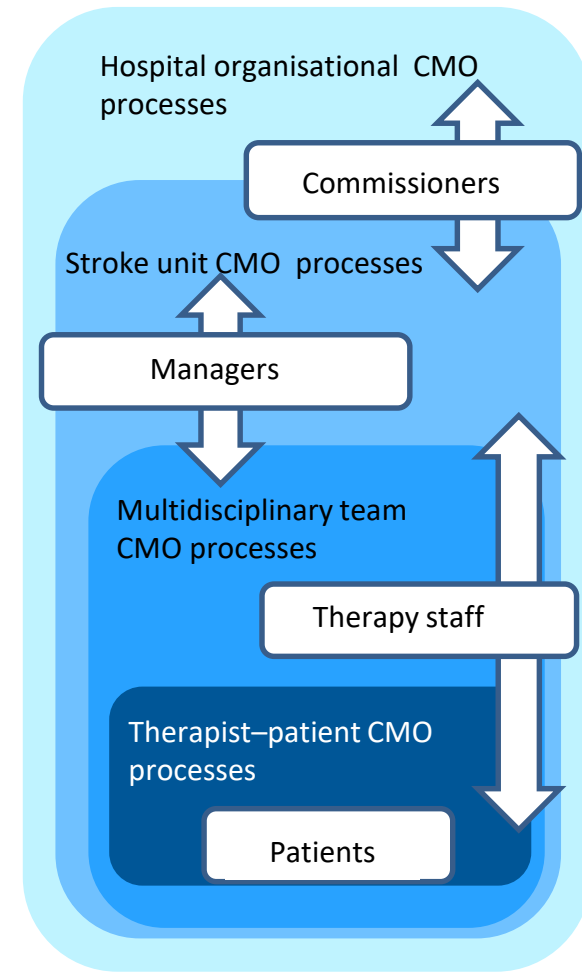 Hospital organisational CMO
processes
Commissioners
Stroke unit CMO processes
Managers
Multidisciplinary team
CMO processes
Therapy staff
Therapist–patient CMO
processes
Patients